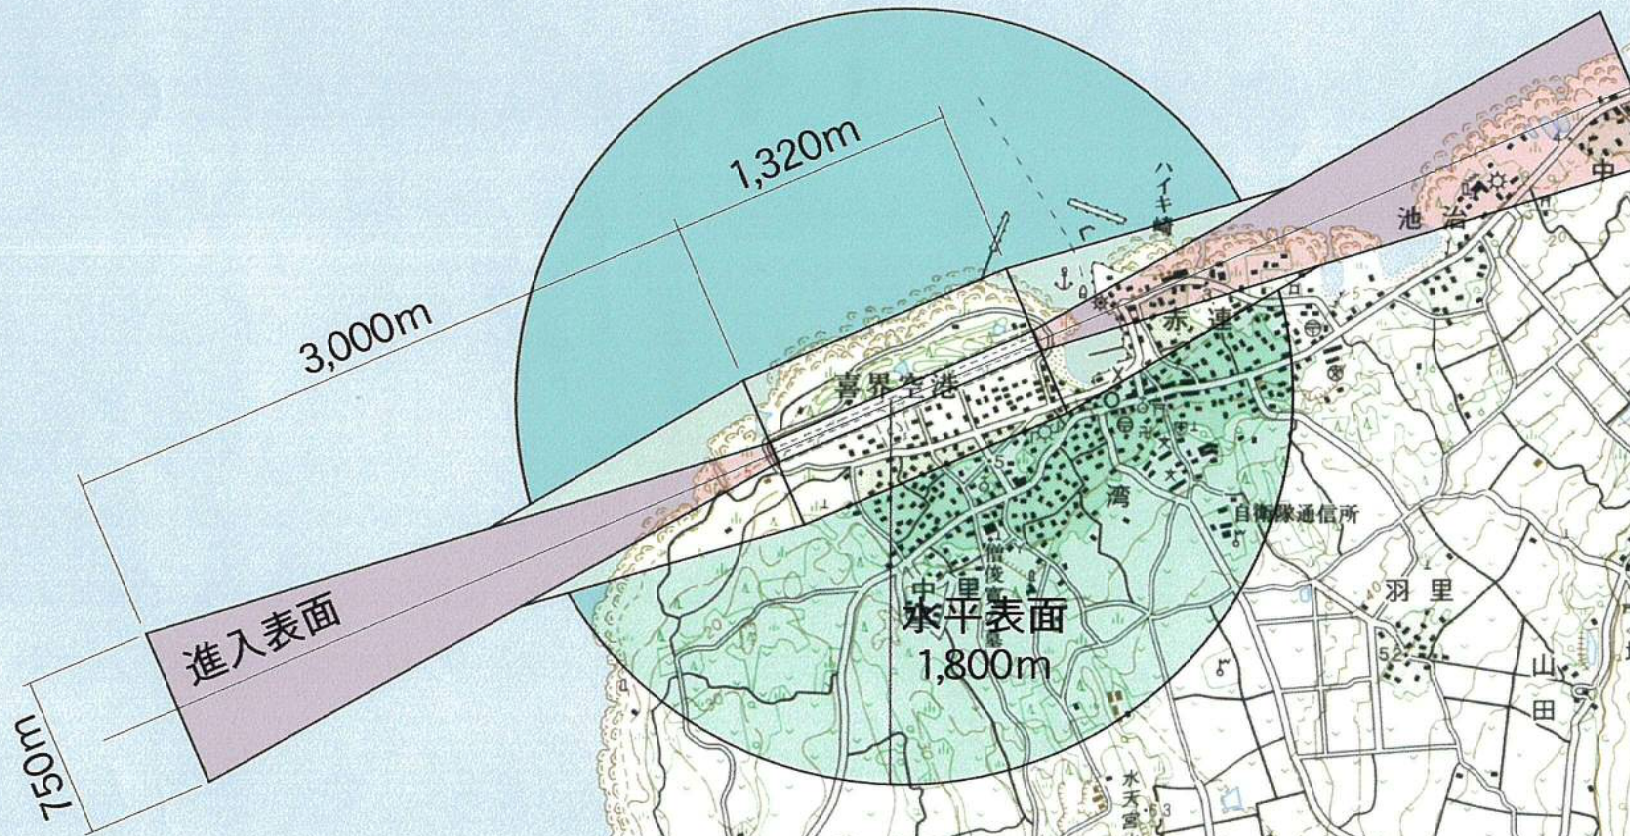 1,320m
3,000m
750m
進入表面
ハイキ崎
中
池治
赤連
喜界空港
湾
自衛隊通信所
中里
水平表面
1,800m
羽里
山田
水天宮
63